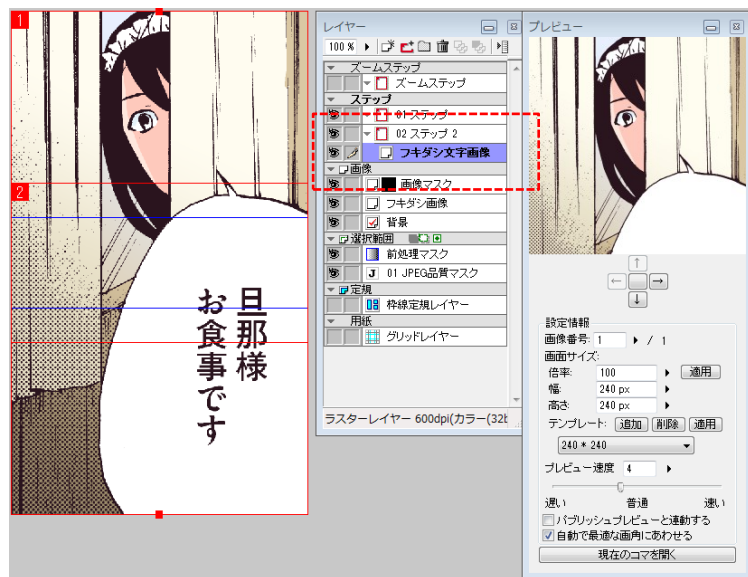 1
2
旦那様
お食事です
レイヤー
100 %
ズームステップ
ズームステップ
ステップ
01 ステップ
02 ステップ 2
フキダシ文字画像
画像
画像マスク
フキダシ画像
背景
選択範囲
前処理マスク
J 01 JPEG品質マスク
定規
枠線定規レイヤー
用紙
グリッドレイヤー
ラスターレイヤー 600dpi(カラー(32b
プレビュー
設定情報
画像番号: 1 / 1
画面サイズ:
倍率: 100 適用
幅: 240 px
高さ: 240 px
テンプレート: 追加 削除 適用
240 * 240
プレビュー速度 4
遅い 普通 速い
パブリッシュプレビューと連動する
自動で最適な画角にあわせる
現在のコマを開く